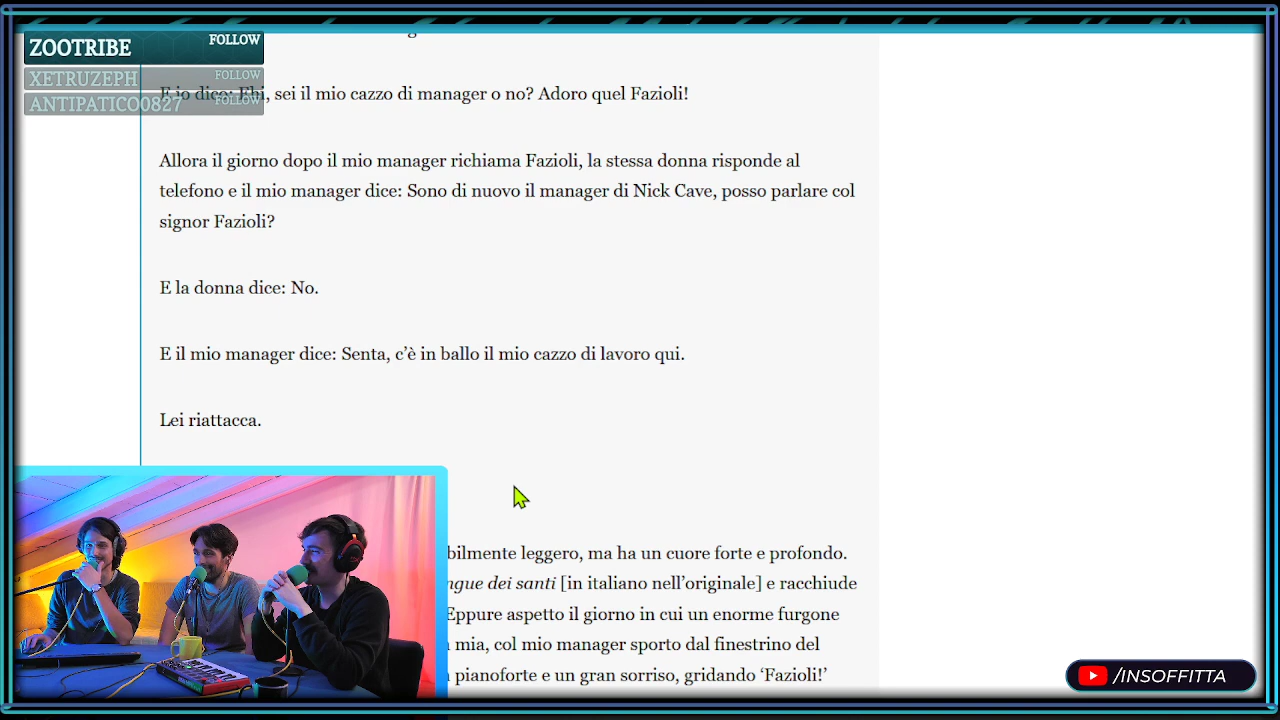 ZOOTRIBE FOLLOW
XETRUZEPH FOLLOW
ANTIPATICO0827 FOLLOW
E io dico: Ehi, sei il mio cazzo di manager o no? Adoro quel Fazioli!
Allora il giorno dopo il mio manager richiama Fazioli, la stessa donna risponde al
telefono e il mio manager dice: Sono di nuovo il manager di Nick Cave, posso parlare col
signor Fazioli?
E la donna dice: No.
E il mio manager dice: Senta, c’è in ballo il mio cazzo di lavoro qui.
Lei riattacca.
bilmente leggero, ma ha un cuore forte e profondo.
ngue dei santi [in italiano nell’originale] e racchiude
Eppure aspetto il giorno in cui un enorme furgone
mia, col mio manager sporto dal finestrino del
pianoforte e un gran sorriso, gridando ‘Fazioli!’
/INSOFFITTA